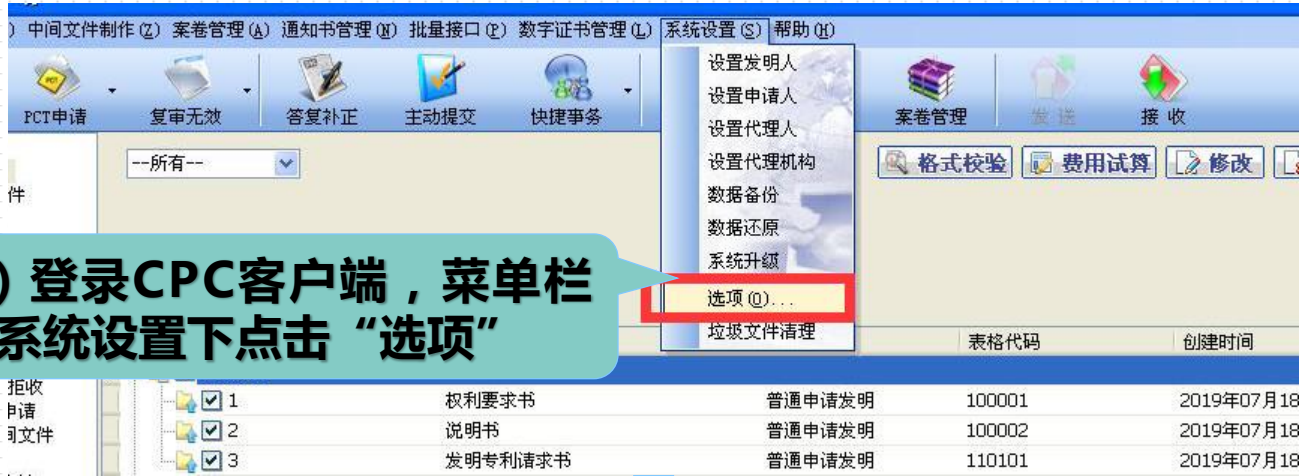 ) 中间文件制作(Z) 案卷管理(A) 通知书管理(N) 批量接口(P) 数字证书管理(L) 系统设置(S) 帮助(H)
设置发明人
设置申请人
设置代理人
设置代理机构
数据备份
数据还原
系统升级
选项(O)...
垃圾文件清理
PCT
PCT申请 复审无效 答复补正 主动提交 快捷事务 案卷管理 发送 接收
--所有--
格式校验 费用试算 修改
件
) 登录CPC客户端，菜单栏
系统设置下点击“选项”
表格代码 创建时间
拒收
申请
间文件
1 权利要求书 普通申请发明 100001 2019年07月18
2 说明书 普通申请发明 100002 2019年07月18
3 发明专利请求书 普通申请发明 110101 2019年07月18